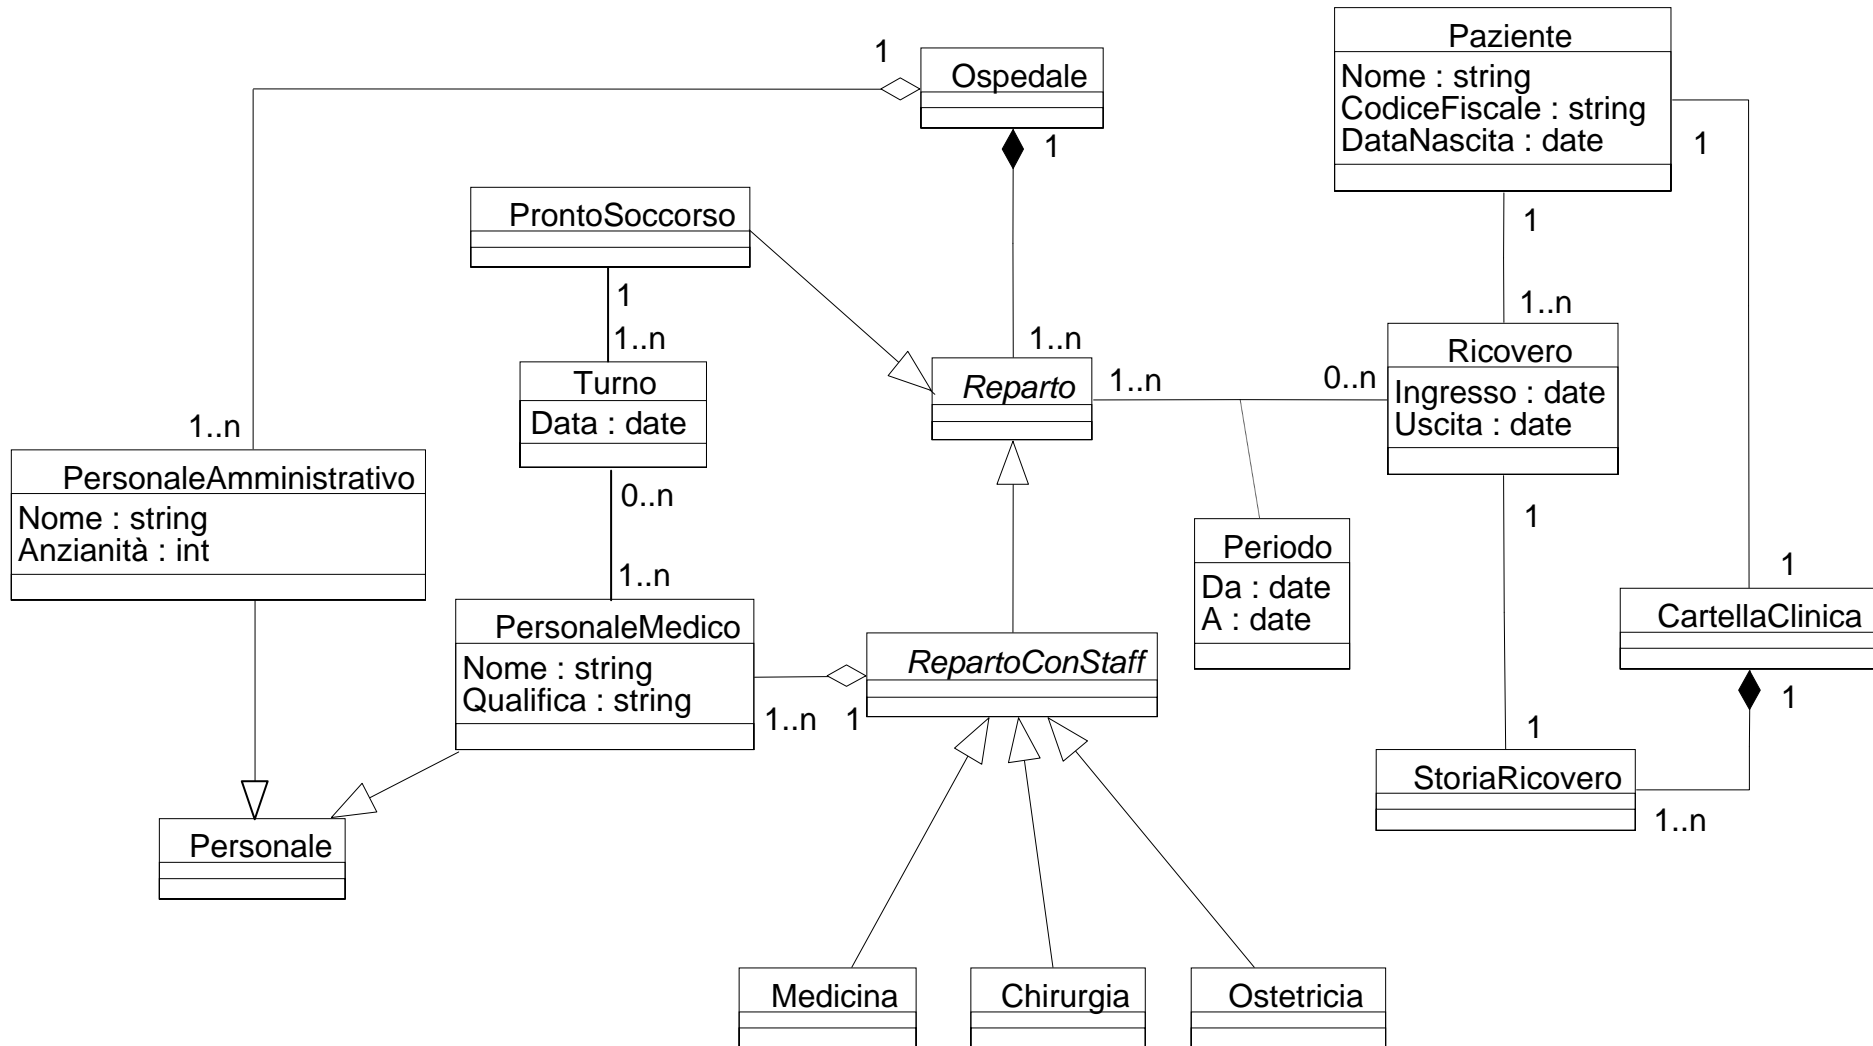 Paziente
Nome : string
CodiceFiscale : string
DataNascita : date
1
Ospedale
1
1
ProntoSoccorso
1
1..n
Turno
Data : date
0..n
1..n
1..n
Reparto
1..n
0..n
1
1
1..n
Ricovero
Ingresso : date
Uscita : date
1
1..n
PersonaleAmministrativo
Nome : string
Anzianità : int
Periodo
Da : date
A : date
1
CartellaClinica
1
PersonaleMedico
Nome : string
Qualifica : string
1..n
1
RepartoConStaff
1
StoriaRicovero
1..n
Personale
Medicina
Chirurgia
Ostetricia